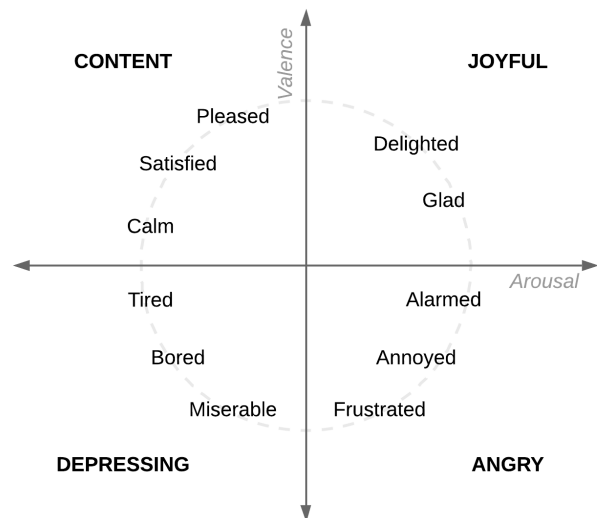 Valence
CONTENT
JOYFUL
Pleased
Delighted
Satisfied
Glad
Calm
Arousal
Tired
Alarmed
Bored
Annoyed
Miserable
Frustrated
DEPRESSING
ANGRY